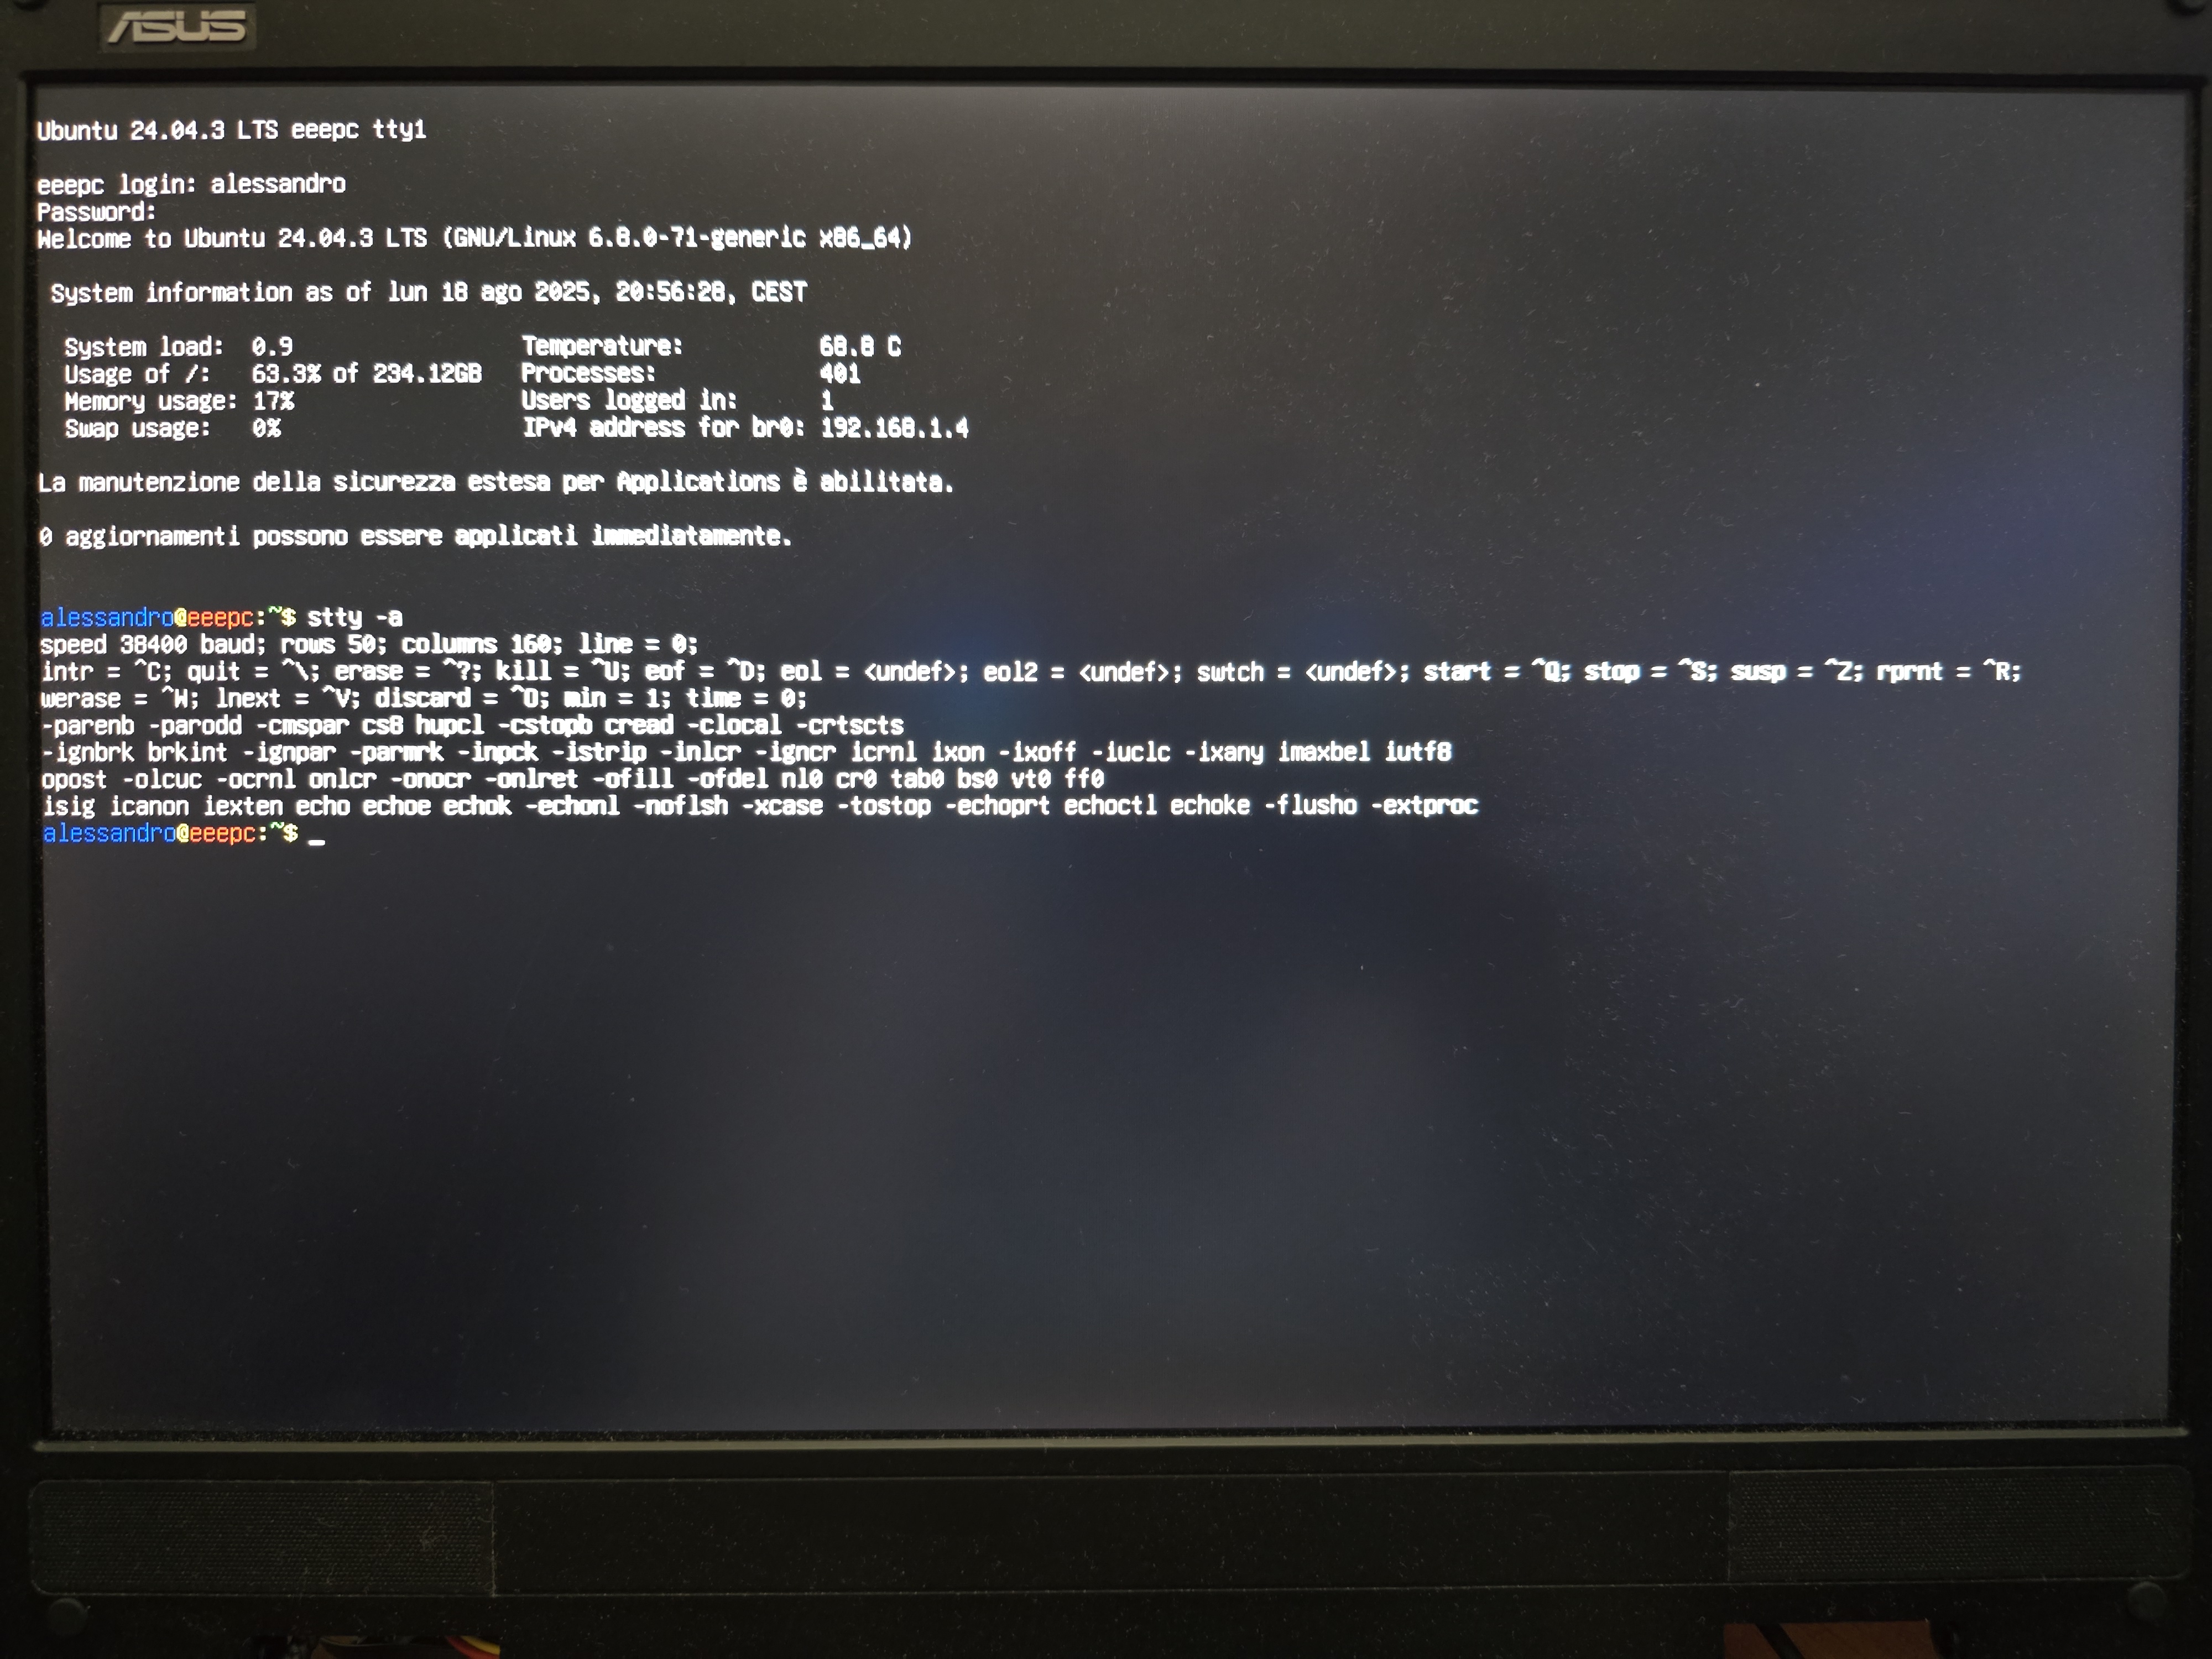 ASUS
Ubuntu 24.04.3 LTS eeepc tty1
eeepc login: alessandro
Password:
Welcome to Ubuntu 24.04.3 LTS (GNU/Linux 6.8.0-71-generic x86_64)
System information as of lun 18 ago 2025, 20:56:28, CEST
System load: 0.9 Temperature: 68.8 C
Usage of /: 63.3% of 234.12GB Processes: 401
Memory usage: 17% Users logged in: 1
Swap usage: 0% IPv4 address for br0: 192.168.1.4
La manutenzione della sicurezza estesa per Applications è abilitata.
0 aggiornamenti possono essere applicati immediatamente.
alessandro@eeepc:~$ stty -a
speed 38400 baud; rows 50; columns 160; line = 0;
intr = ^C; quit = ^\; erase = ^?; kill = ^U; eof = ^D; eol = <undef>; eol2 = <undef>; swtch = <undef>; start = ^Q; stop = ^S; susp = ^Z; rprnt = ^R;
werase = ^W; lnext = ^V; discard = ^O; min = 1; time = 0;
-parenb -parodd -cmspar cs8 hupcl -cstopb cread -clocal -crtscts
-ignbrk brkint -ignpar -parmrk -inpck -istrip -inlcr -igncr icrnl ixon -ixoff -iuclc -ixany imaxbel iutf8
opost -olcuc -ocrnl onlcr -onocr -onlret -ofill -ofdel nl0 cr0 tab0 bs0 vt0 ff0
isig icanon iexten echo echoe echok -echonl -noflsh -xcase -tostop -echoprt echoctl echoke -flusho -extproc
alessandro@eeepc:~$ _